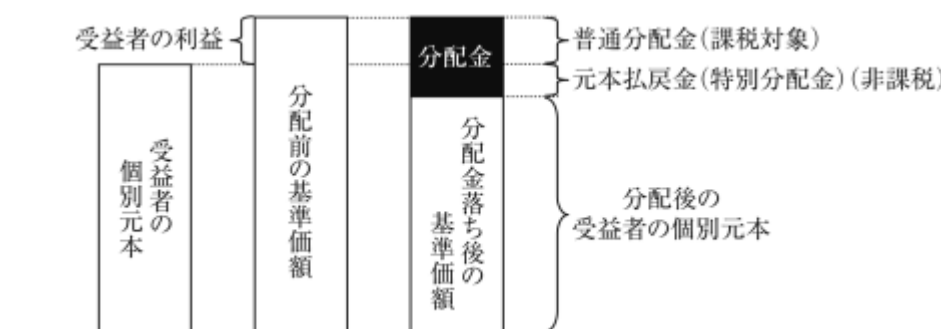 受益者の利益
分配金
普通分配金(課税対象)
元本払戻金(特別分配金)(非課税)
受益者の
個別元本
分配前の基準価額
分配金落ち後の
基準価額
分配後の
受益者の個別元本